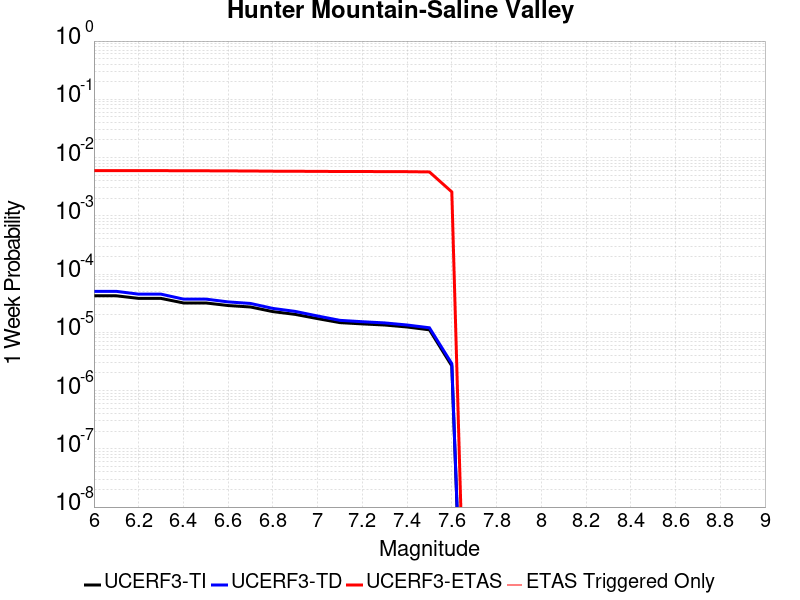 Hunter Mountain-Saline Valley
10 0
10 -1
10 -2
10 -3
10 -4
10 -5
10 -6
10 -7
10 -8
1 Week Probability
6 6.2 6.4 6.6 6.8 7 7.2 7.4 7.6 7.8 8 8.2 8.4 8.6 8.8 9
Magnitude
UCERF3-TI UCERF3-TD UCERF3-ETAS ETAS Triggered Only